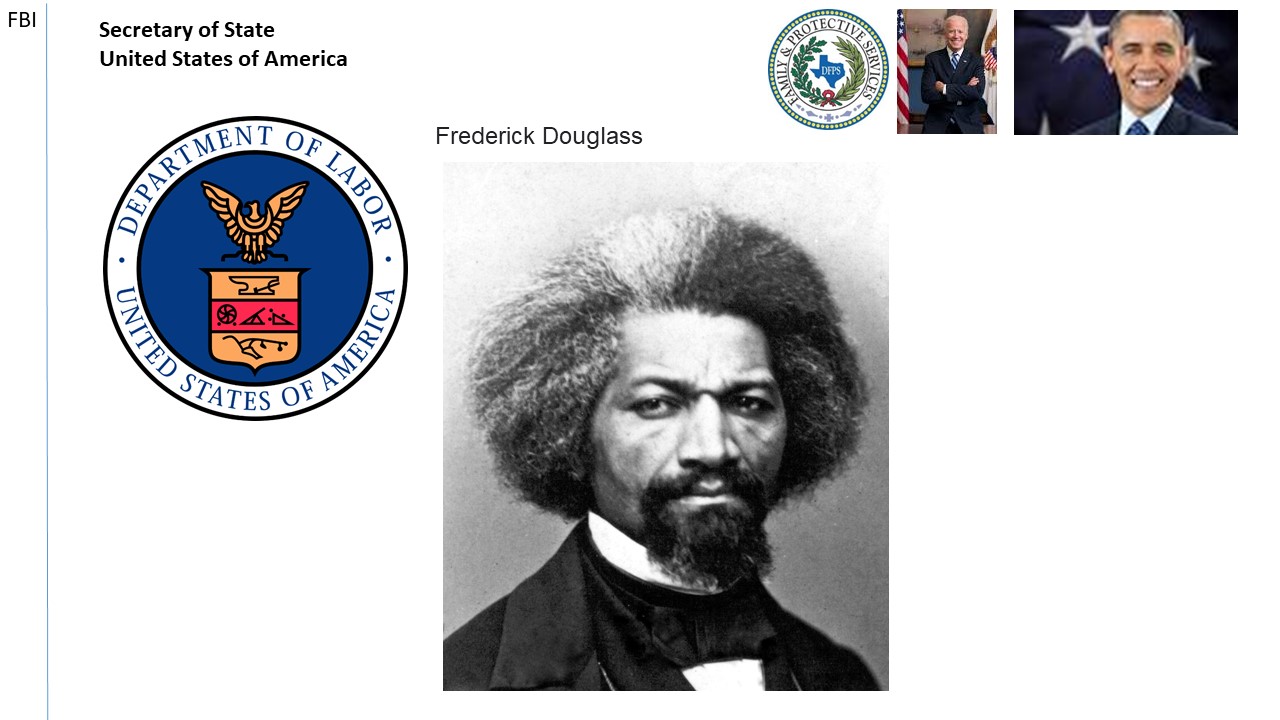 FBI
Secretary of State
United States of America
FAMILY & PROTECTIVE SERVICES
DFPS
Frederick Douglass
DEPARTMENT OF LABOR
UNITED STATES OF AMERICA